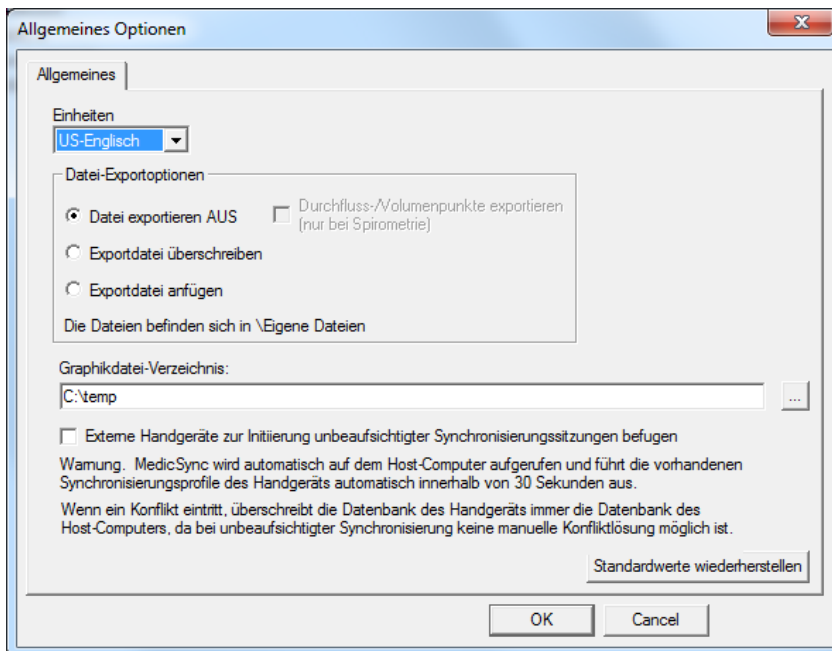 Allgemeines Optionen
Allgemeines
Einheiten
US-Englisch
Datei-Exportoptionen
Datei exportieren AUS
Durchfluss-/Volumenpunkte exportieren
(nur bei Spirometrie)
Exportdatei überschreiben
Exportdatei anfügen
Die Dateien befinden sich in \Eigene Dateien
Graphikdatei-Verzeichnis:
C:\temp
...
Externe Handgeräte zur Initiierung unbeaufsichtigter Synchronisierungssitzungen befugen
Warnung. MedicSync wird automatisch auf dem Host-Computer aufgerufen und führt die vorhandenen
Synchronisierungsprofile des Handgeräts automatisch innerhalb von 30 Sekunden aus.
Wenn ein Konflikt eintritt, überschreibt die Datenbank des Handgeräts immer die Datenbank des
Host-Computers, da bei unbeaufsichtigter Synchronisierung keine manuelle Konfliktlösung möglich ist.
Standardwerte wiederherstellen
OK
Cancel